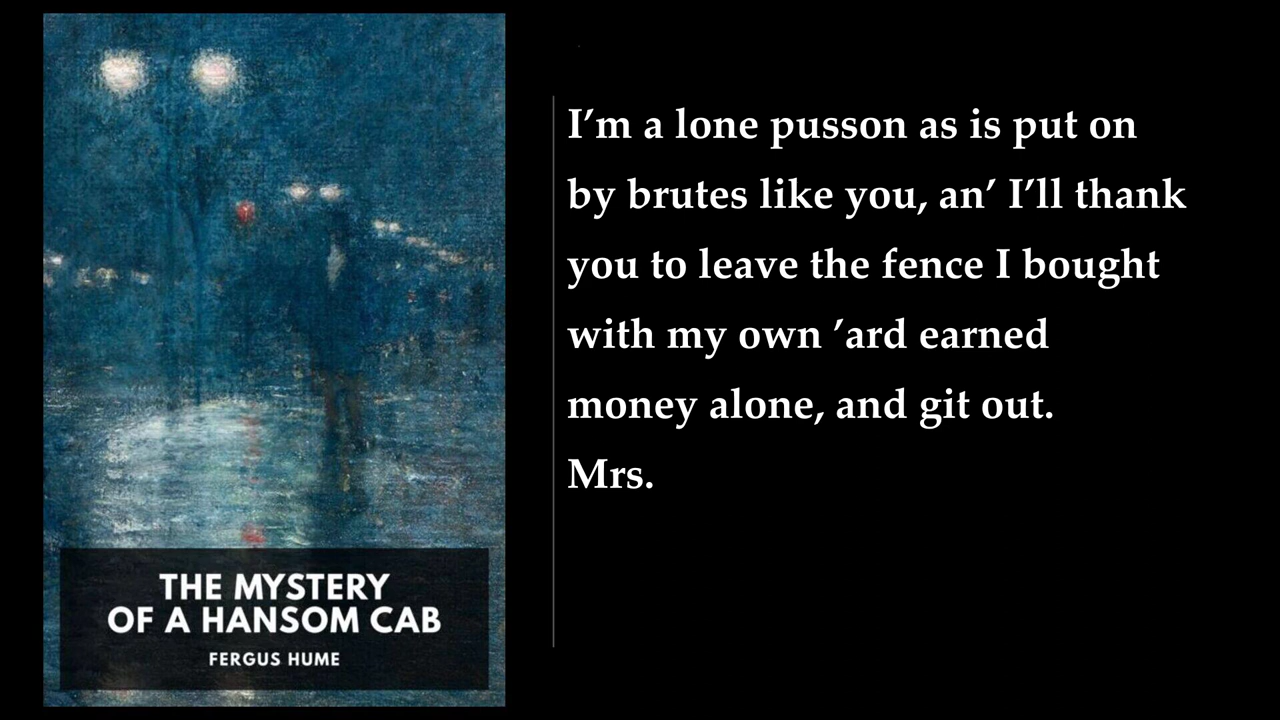 I’m a lone pusson as is put on
by brutes like you, an’ I’ll thank
you to leave the fence I bought
with my own ’ard earned
money alone, and git out.
Mrs.
THE MYSTERY
OF A HANSOM CAB
FERGUS HUME